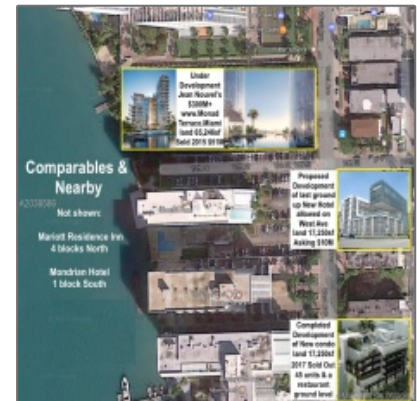 Under
Development
Jean Nouvel's
$300M+
www.Monad
Terrace.Miami
land 65,246sf
Sold 2015
Comparables &
Nearby
Not shown:
Mariott Residence Inn
4 blocks North
Mondrian Hotel
1 block South
Proposed
Development
of last ground
up New Hotel
allowed on
West Ave
land 17,250sf
Asking $10M
Completed
Development
of New condo
land 17,250sf
2017 Sold Out
45 units & a
restaurant
ground level